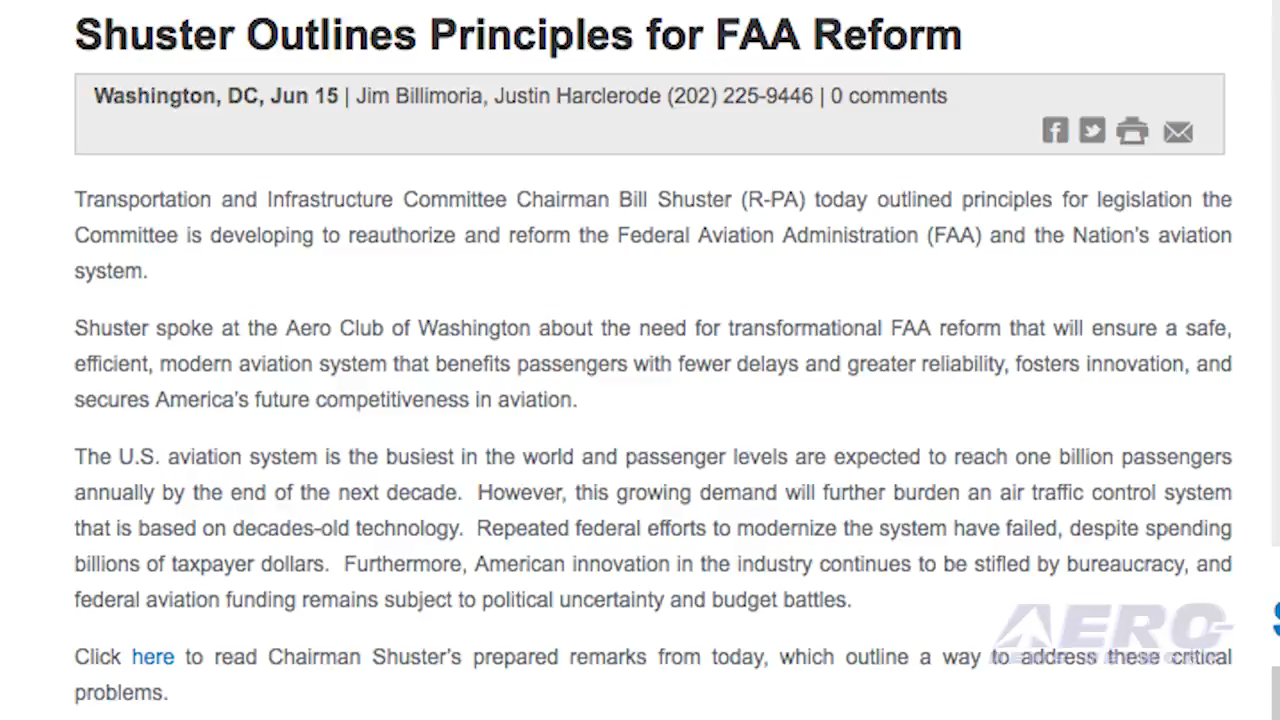 Shuster Outlines Principles for FAA Reform
Washington, DC, Jun 15 | Jim Billimoria, Justin Harclerode (202) 225-9446 | 0 comments
Transportation and Infrastructure Committee Chairman Bill Shuster (R-PA) today outlined principles for legislation the
Committee is developing to reauthorize and reform the Federal Aviation Administration (FAA) and the Nation's aviation
system.
Shuster spoke at the Aero Club of Washington about the need for transformational FAA reform that will ensure a safe,
efficient, modern aviation system that benefits passengers with fewer delays and greater reliability, fosters innovation, and
secures America's future competitiveness in aviation.
The U.S. aviation system is the busiest in the world and passenger levels are expected to reach one billion passengers
annually by the end of the next decade.  However, this growing demand will further burden an air traffic control system
that is based on decades-old technology.  Repeated federal efforts to modernize the system have failed, despite spending
billions of taxpayer dollars.  Furthermore, American innovation in the industry continues to be stifled by bureaucracy, and
federal aviation funding remains subject to political uncertainty and budget battles.
AERO
Click here to read Chairman Shuster's prepared remarks from today, which outline a way to address these critical
problems.